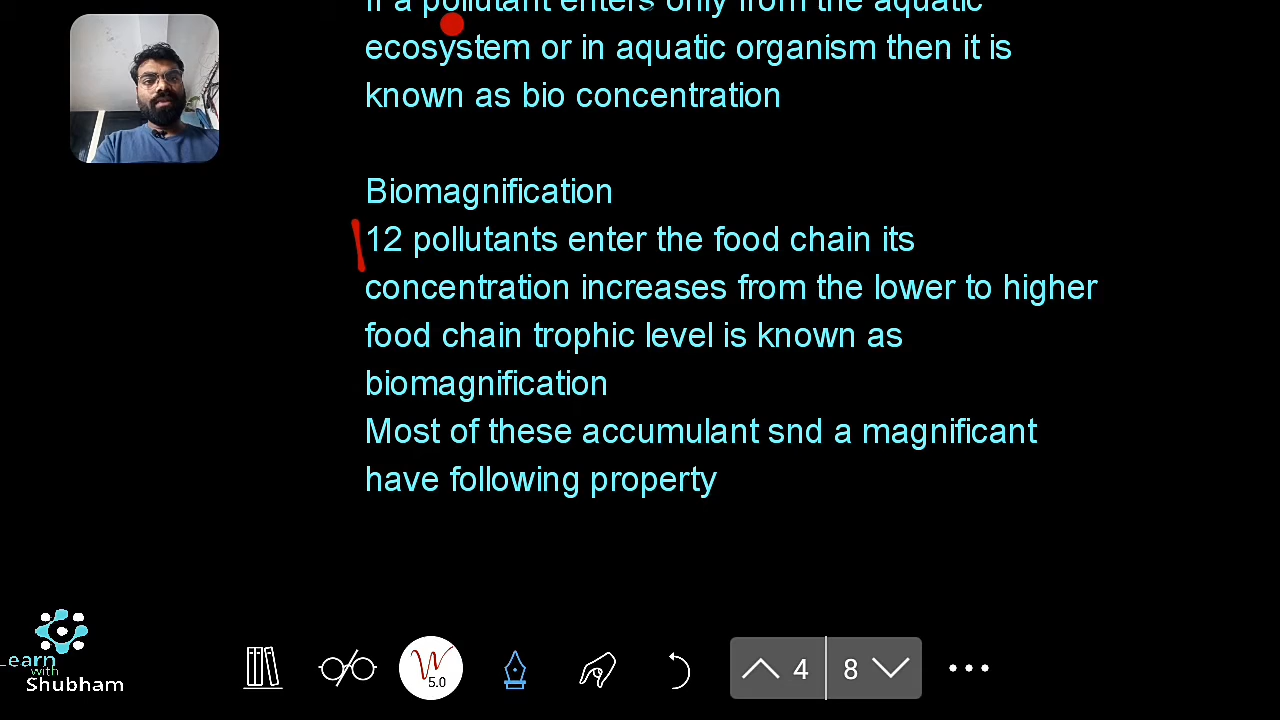 If a pollutant enters only from the aquatic
ecosystem or in aquatic organism then it is
known as bio concentration
Biomagnification
12 pollutants enter the food chain its
concentration increases from the lower to higher
food chain trophic level is known as
biomagnification
Most of these accumulant snd a magnificant
have following property
Learn
with
Shubham
5.0
4
8